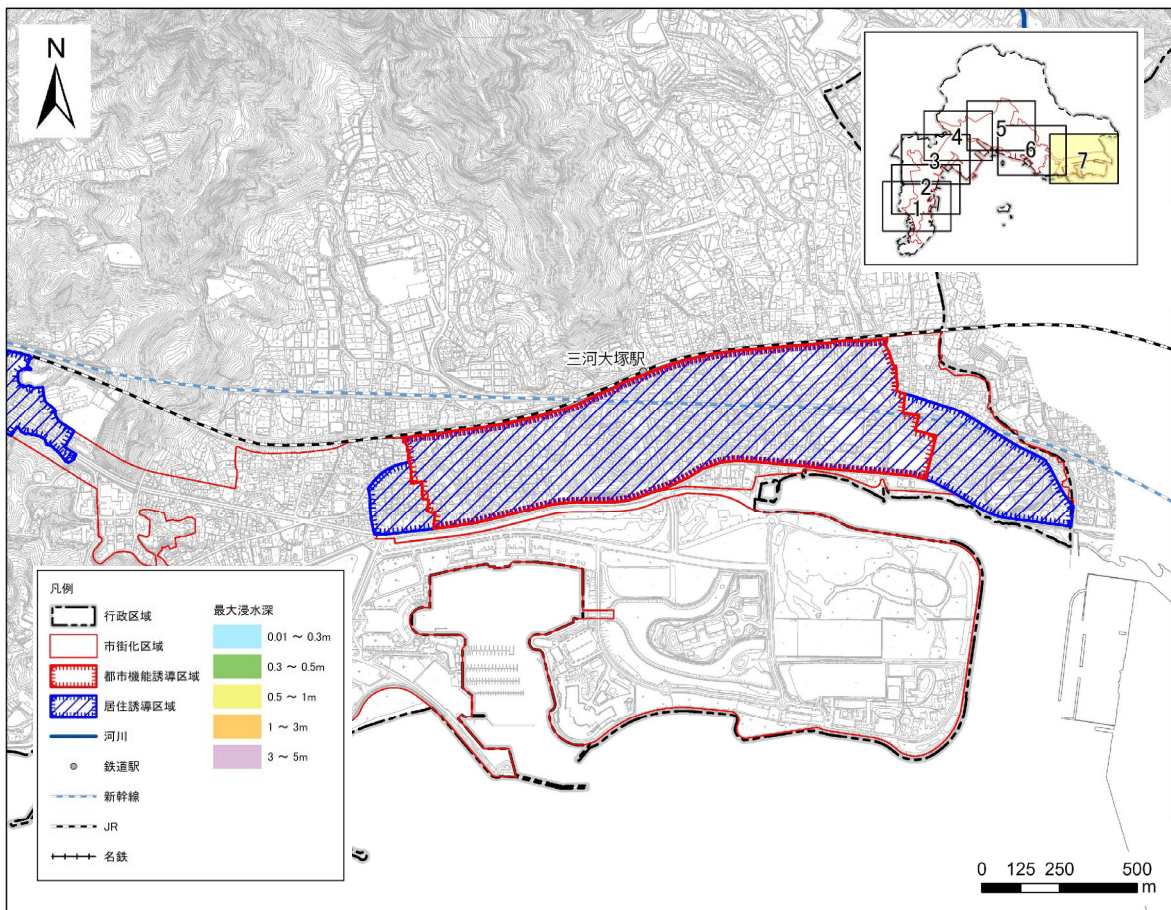 N
4
5
6
7
3
2
1
三河大塚駅
凡例
行政区域
市街化区域
都市機能誘導区域
居住誘導区域
河川
鉄道駅
新幹線
JR
名鉄
最大浸水深
0.01 ～ 0.3m
0.3 ～ 0.5m
0.5 ～ 1m
1 ～ 3m
3 ～ 5m
0 125 250 500
m